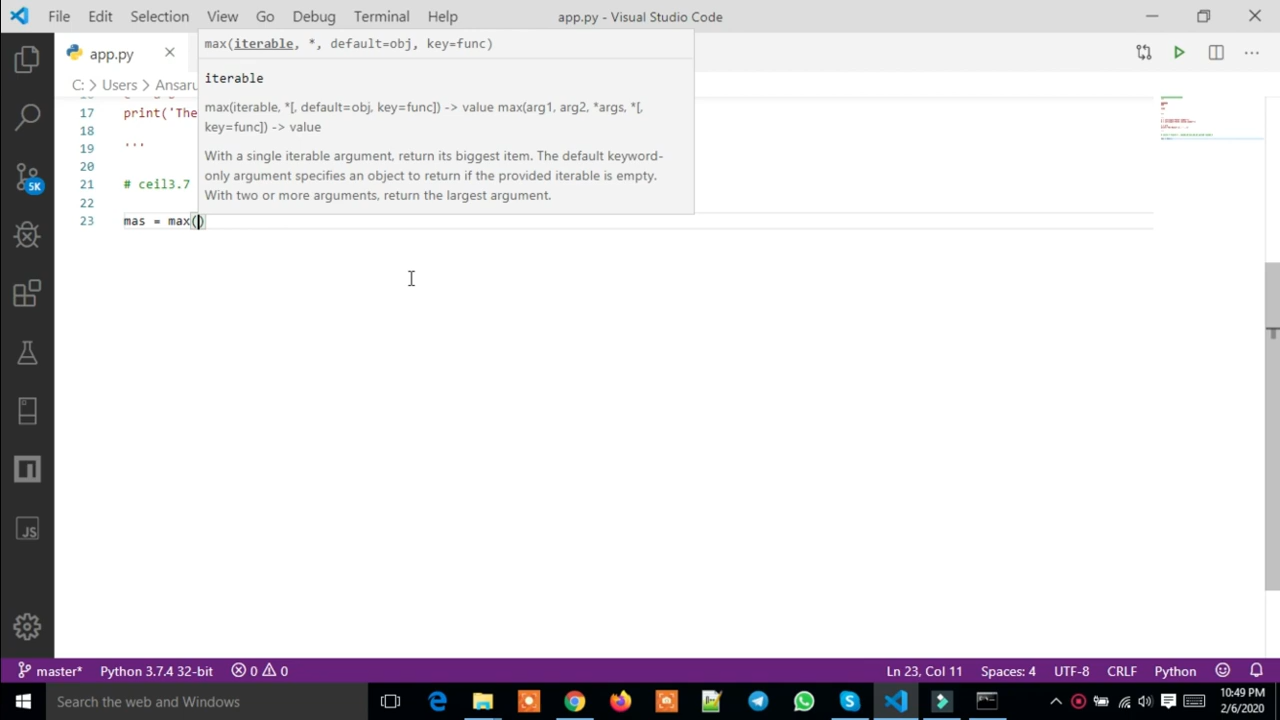 File Edit Selection View Go Debug Terminal Help app.py - Visual Studio Code
app.py
C: > Users > Ansaru
max(iterable, *, default=obj, key=func)
iterable
max(iterable, *[, default=obj, key=func]) -> value max(arg1, arg2, *args, *[,
key=func]) -> value
With a single iterable argument, return its biggest item. The default keyword-
only argument specifies an object to return if the provided iterable is empty.
With two or more arguments, return the largest argument.
17 print('The
18
19 '''
20
21 # ceil3.7
22
23 mas = max()
5K
JS
master* Python 3.7.4 32-bit 0 0 Ln 23, Col 11 Spaces: 4 UTF-8 CRLF Python
Search the web and Windows
10:49 PM
2/6/2020